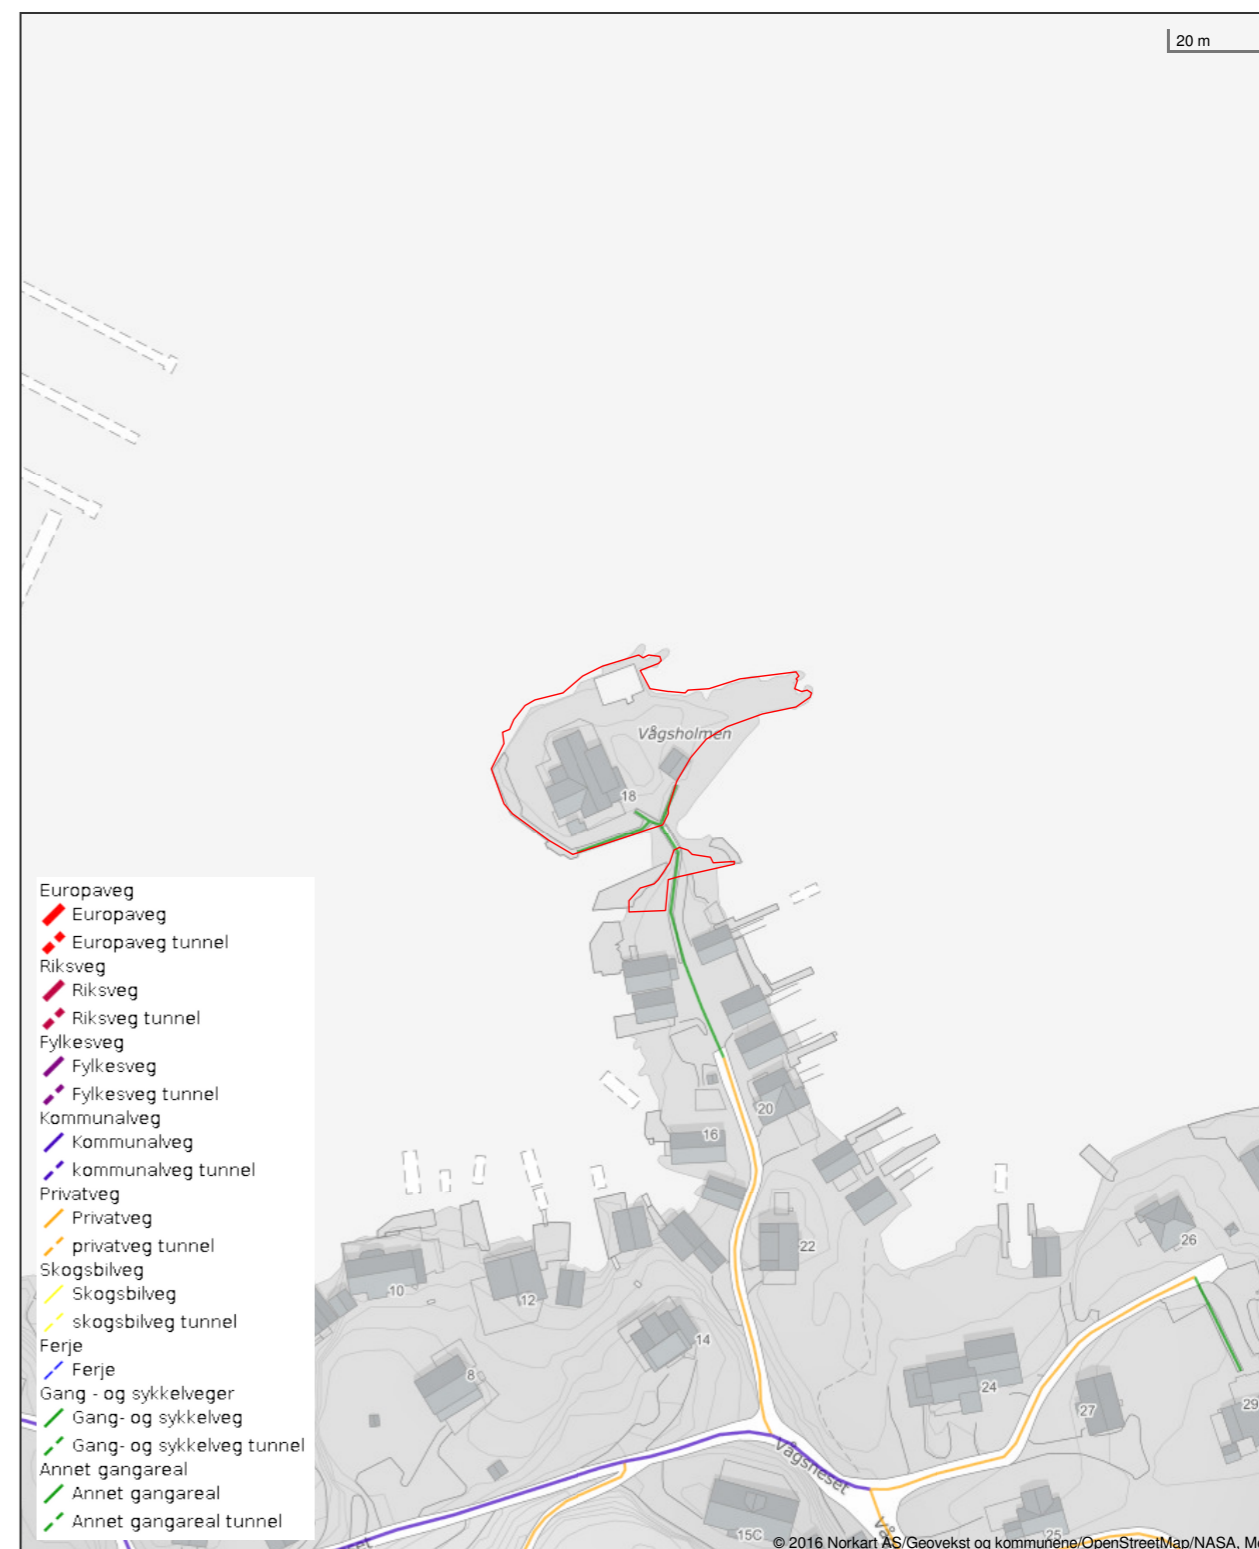 20 m
Vågsholmen
18
Europaveg
Europaveg
Europaveg tunnel
Riksveg
Riksveg
Riksveg tunnel
Fylkesveg
Fylkesveg
Fylkesveg tunnel
Kommunalveg
Kommunalveg
kommunalveg tunnel
Privatveg
Privatveg
privatveg tunnel
Skogsbilveg
Skogsbilveg
skogsbilveg tunnel
Ferje
Ferje
Gang - og sykkelveger
Gang- og sykkelveg
Gang- og sykkelveg tunnel
Annet gangareal
Annet gangareal
Annet gangareal tunnel
20
16
22
26
10
12
14
8
24
27
29
Vågsneset
15C
25
© 2016 Norkart AS/Geovekst og kommunene/OpenStreetMap/NASA,